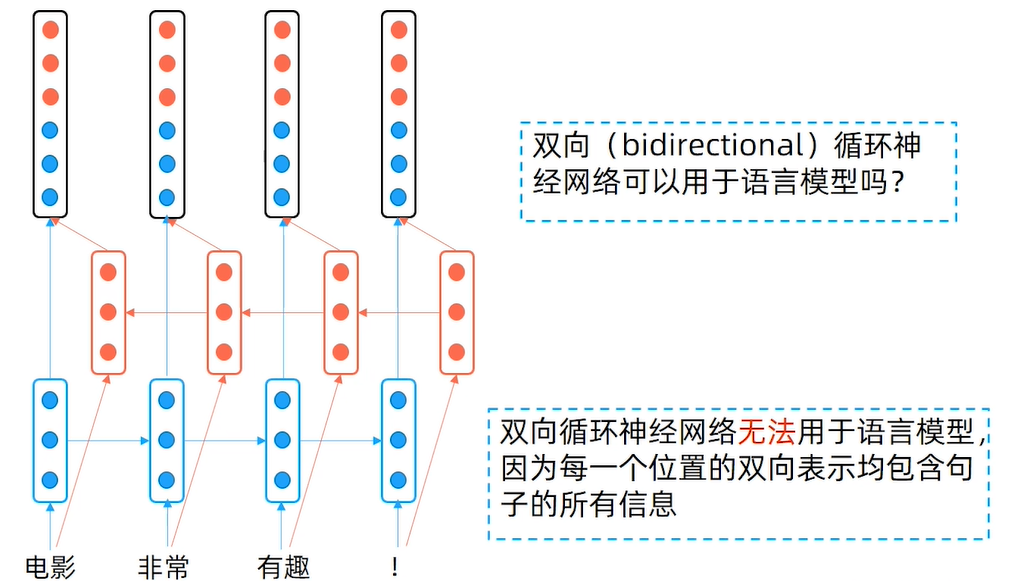 双向（bidirectional）循环神
经网络可以用于语言模型吗？
双向循环神经网络无法用于语言模型，
因为每一个位置的双向表示均包含句
子的所有信息
电影 非常 有趣 ！